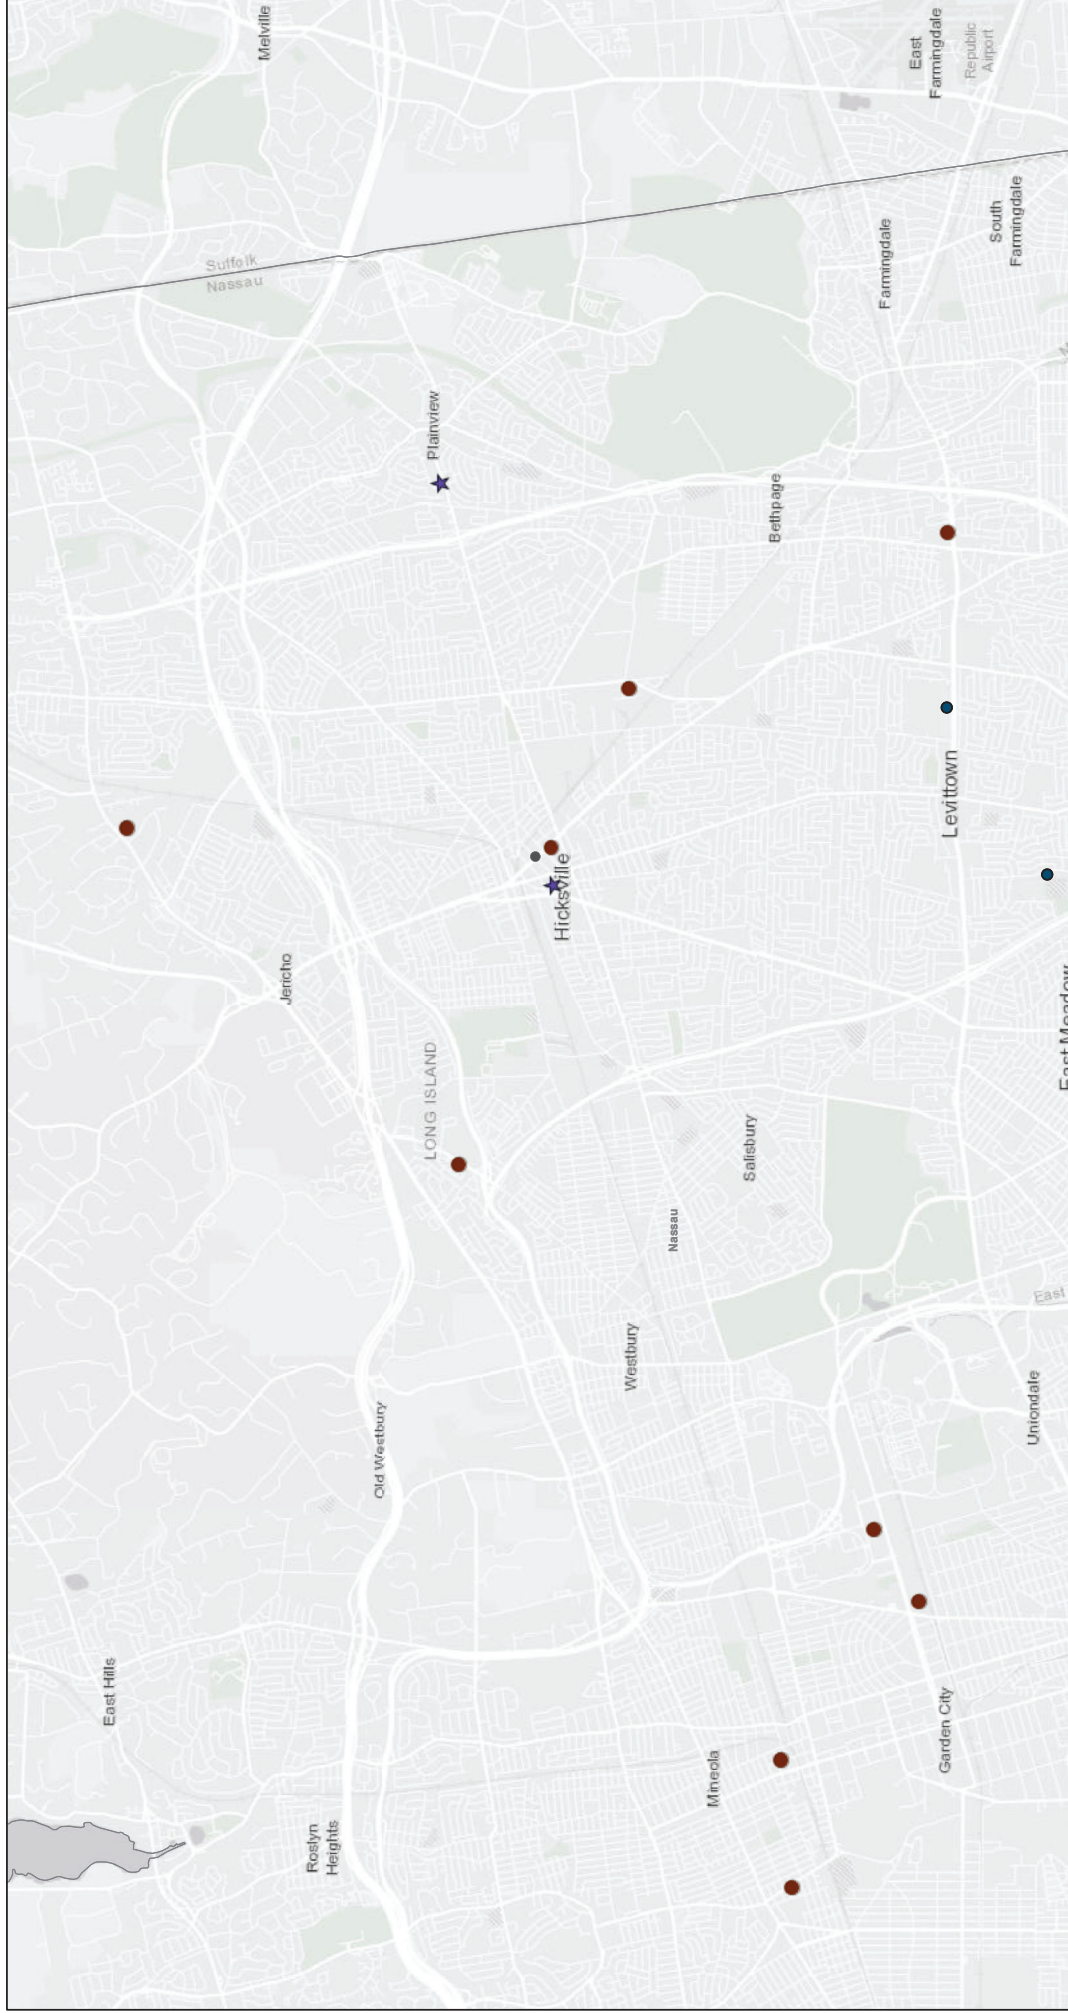 East Hills
Roslyn
Heights
Mineola
Garden City
Old Westbury
Westbury
Uniondale
East
Nassau
Salisbury
LONG ISLAND
Jericho
East Meadow
Hicksville
Levittown
Bethpage
Plainview
Farmingdale
South
Farmingdale
Suffolk
Nassau
Melville
East
Farmingdale
Republic
Airport